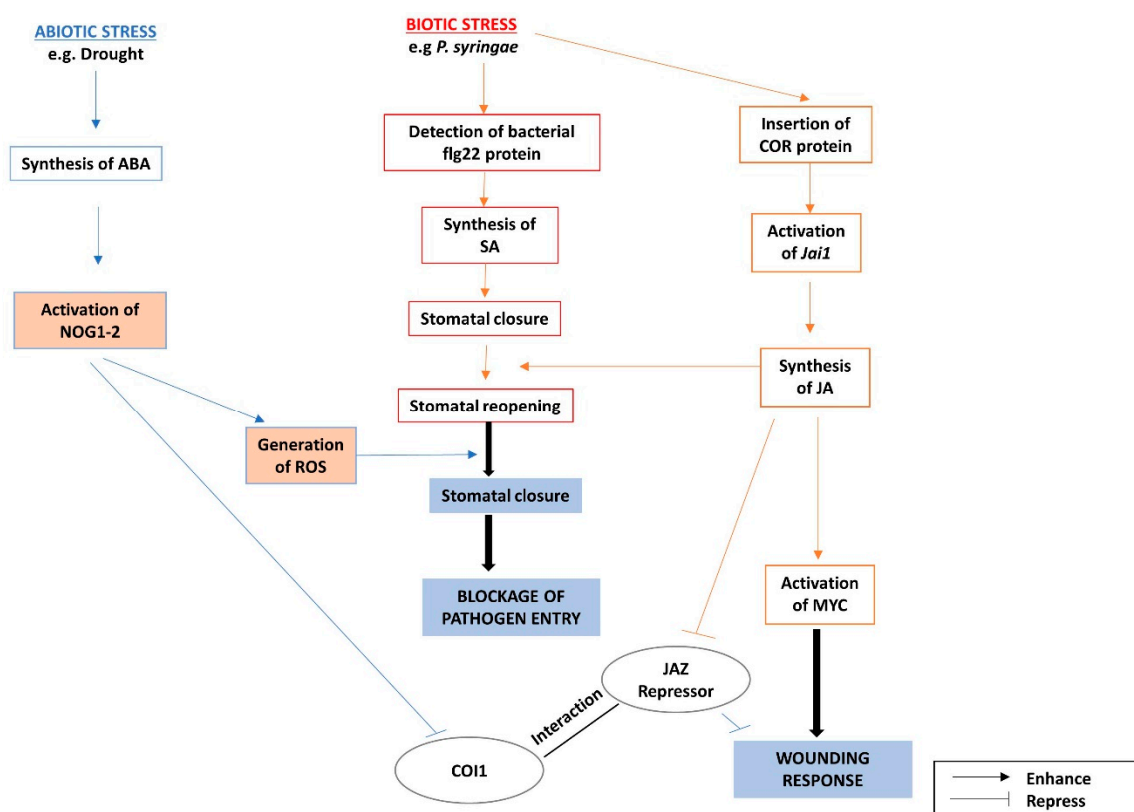 ABIOTIC STRESS
e.g. Drought
Synthesis of ABA
Activation of
NOG1-2
Generation
of ROS
BIOTIC STRESS
e.g P. syringae
Detection of bacterial
flg22 protein
Synthesis of
SA
Stomatal closure
Stomatal reopening
Stomatal closure
BLOCKAGE OF
PATHOGEN ENTRY
Insertion of
COR protein
Activation
of Jai1
Synthesis
of JA
Activation
of MYC
JAZ
Repressor
Interaction
COI1
WOUNDING
RESPONSE
Enhance
Repress